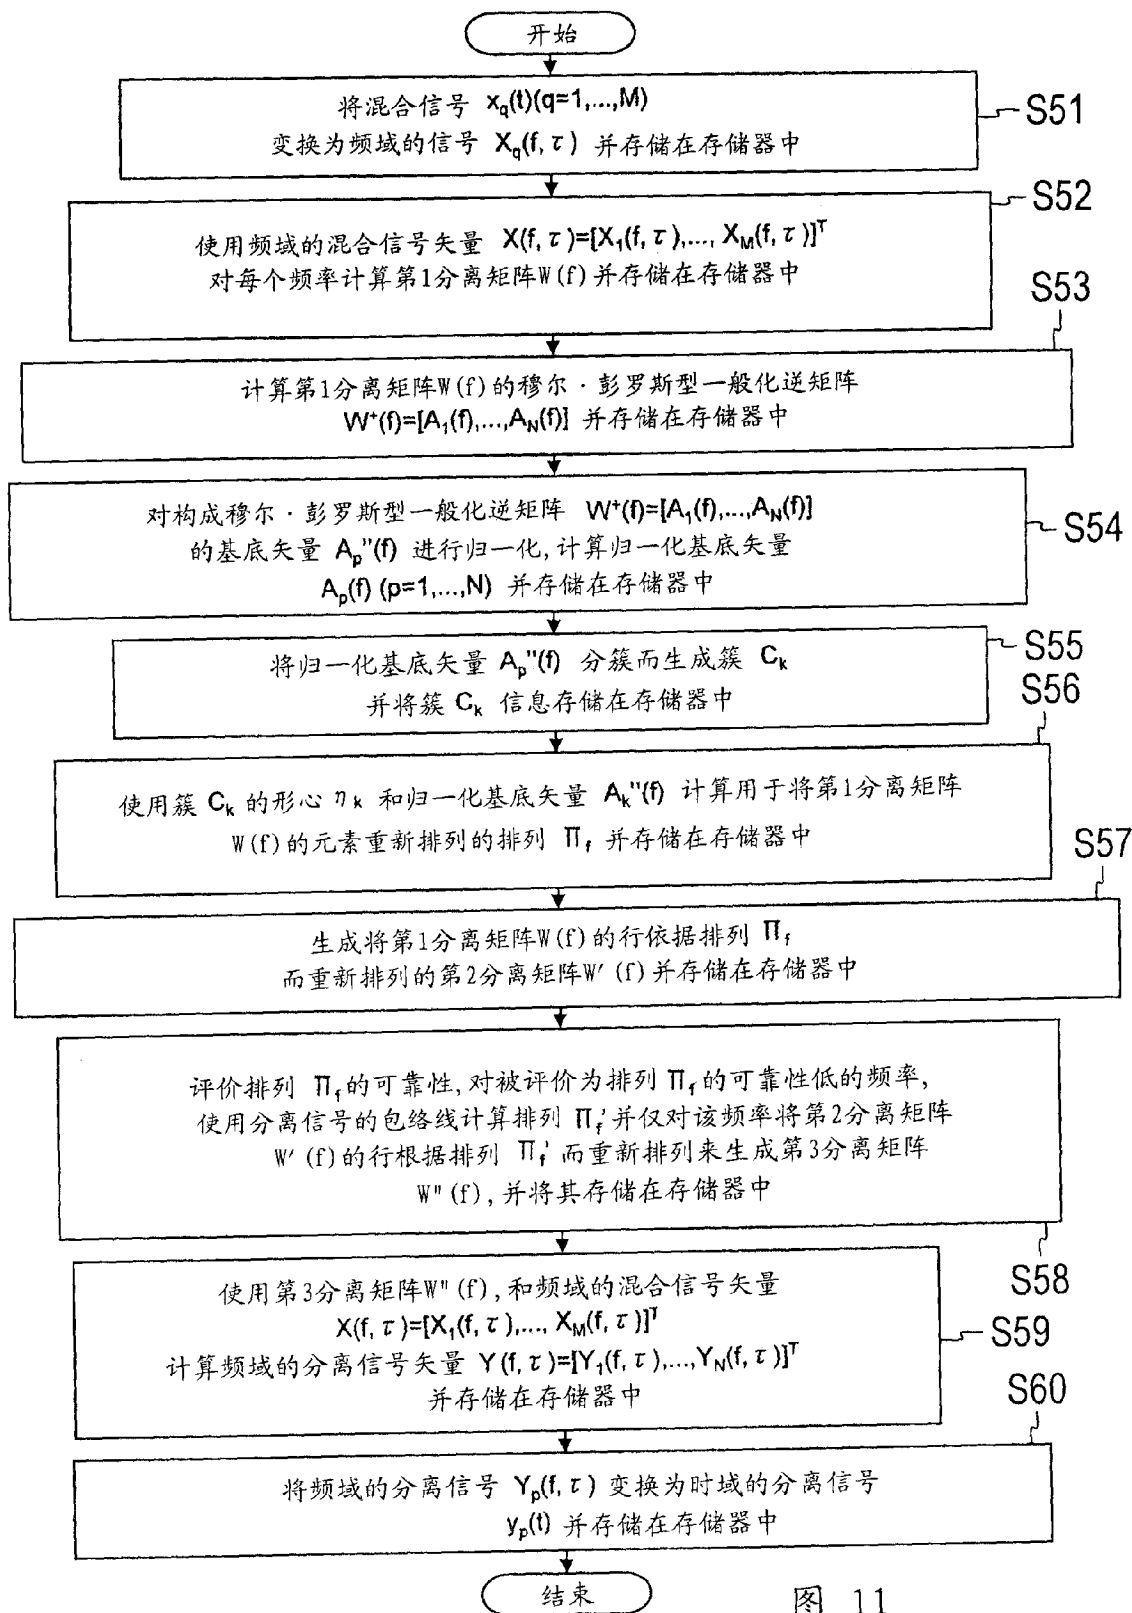 开始
将混合信号 xq(t)(q=1,...,M)
变换为频域的信号 Xq(f,τ) 并存储在存储器中
S51
使用频域的混合信号矢量 X(f,τ)=[X1(f,τ),..., XM(f,τ)]T
对每个频率计算第1分离矩阵W(f)并存储在存储器中
S52
计算第1分离矩阵W(f)的穆尔·彭罗斯型一般化逆矩阵
W+(f)=[A1(f),...,AN(f)] 并存储在存储器中
S53
对构成穆尔·彭罗斯型一般化逆矩阵 W+(f)=[A1(f),...,AN(f)]
的基底矢量 Ap''(f) 进行归一化,计算归一化基底矢量
Ap(f) (p=1,...,N) 并存储在存储器中
S54
将归一化基底矢量 Ap''(f) 分簇而生成簇 Ck
并将簇 Ck 信息存储在存储器中
S55
使用簇 Ck 的形心 ηk 和归一化基底矢量 Ak''(f) 计算用于将第1分离矩阵
W(f)的元素重新排列的排列 Πf 并存储在存储器中
S56
生成将第1分离矩阵W(f)的行依据排列 Πf
而重新排列的第2分离矩阵W'(f)并存储在存储器中
S57
评价排列 Πf的可靠性,对被评价为排列 Πf的可靠性低的频率,
使用分离信号的包络线计算排列 Πf'并仅对该频率将第2分离矩阵
W'(f)的行根据排列 Πf'而重新排列来生成第3分离矩阵
W"(f),并将其存储在存储器中
S58
使用第3分离矩阵W"(f),和频域的混合信号矢量
X(f,τ)=[X1(f,τ),..., XM(f,τ)]T
计算频域的分离信号矢量 Y(f,τ)=[Y1(f,τ),...,YN(f,τ)]T
并存储在存储器中
S59
将频域的分离信号 Yp(f,τ) 变换为时域的分离信号
yp(t) 并存储在存储器中
S60
结束
图 11